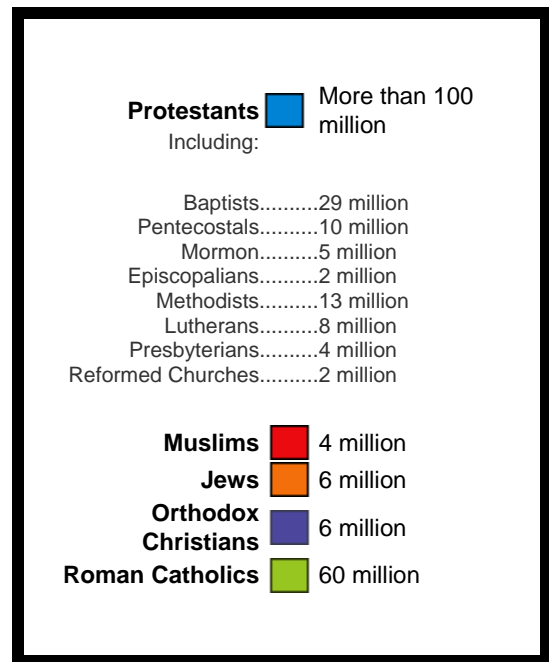 Protestants More than 100
million
Including:
Baptists..........29 million
Pentecostals..........10 million
Mormon..........5 million
Episcopalians..........2 million
Methodists..........13 million
Lutherans..........8 million
Presbyterians..........4 million
Reformed Churches..........2 million
Muslims 4 million
Jews 6 million
Orthodox
Christians 6 million
Roman Catholics 60 million